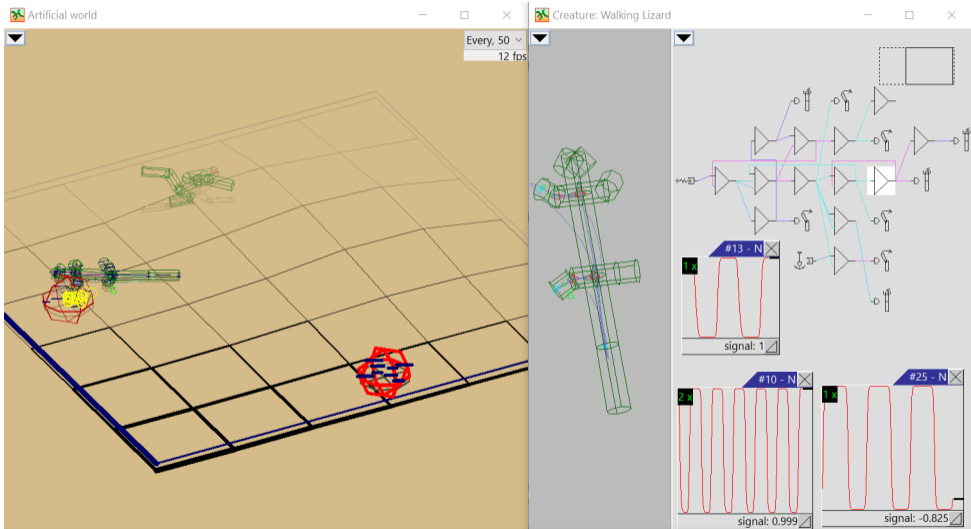 Artificial world
Creature: Walking Lizard
Every, 50
12 fps
#13 - N
1 x
signal: 1
#10 - N
2 x
signal: 0.999
#25 - N
1 x
signal: -0.825